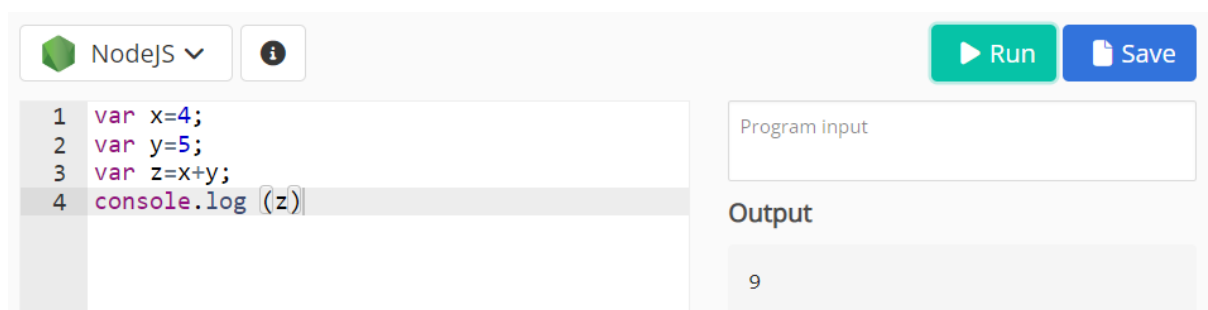 NodeJS
Run Save
1 var x=4;
2 var y=5;
3 var z=x+y;
4 console.log (z)
Program input
Output
9